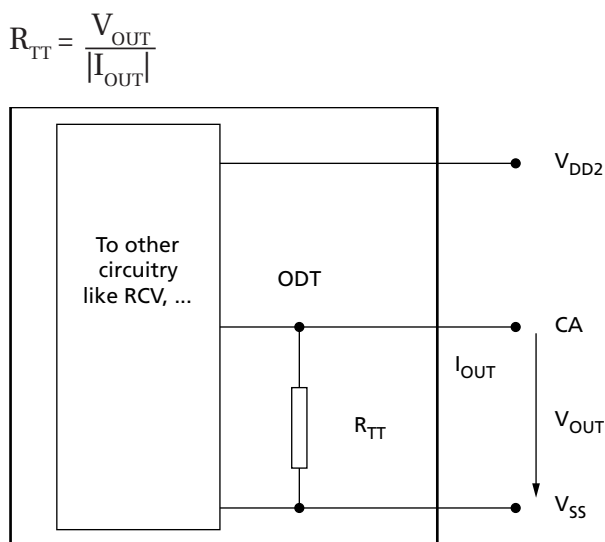 R_TT = V_OUT / |I_OUT|
V_DD2
To other
circuitry
like RCV, ...
ODT
CA
I_OUT
R_TT
V_OUT
V_SS